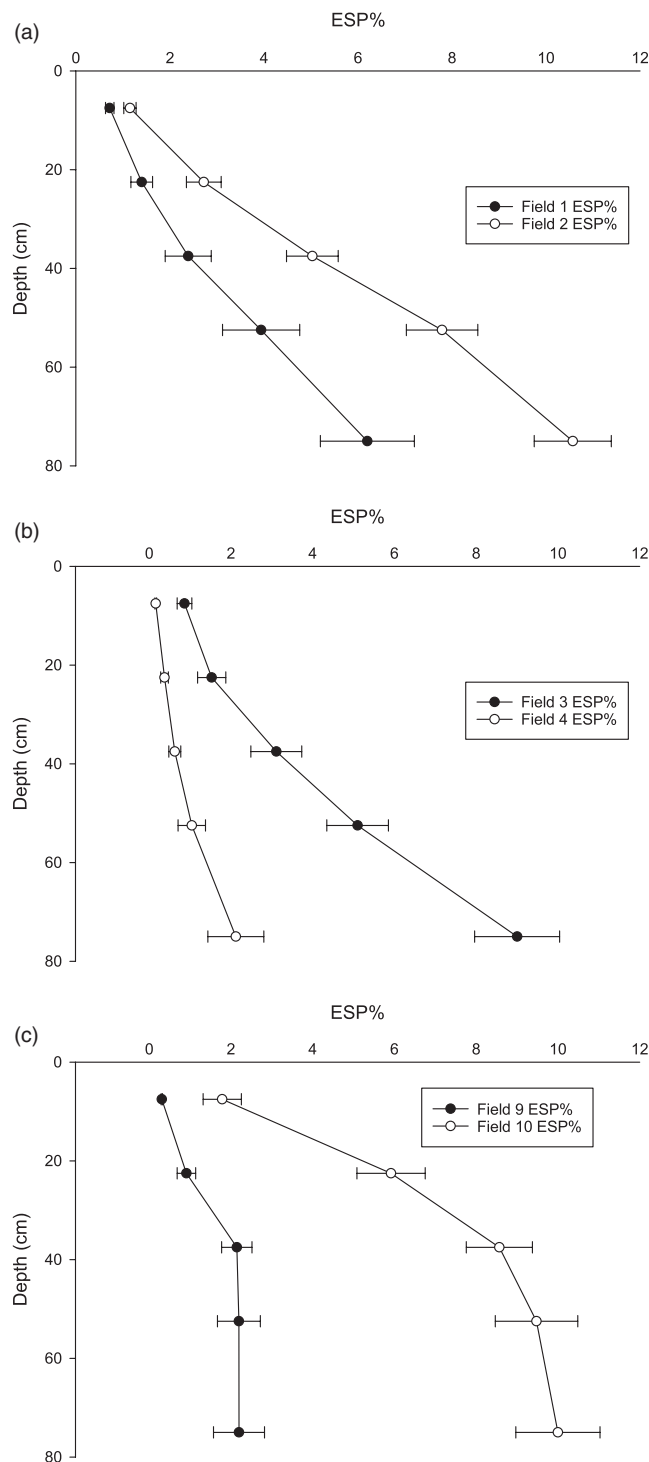 (a)
ESP%
0 2 4 6 8 10 12
0
20
40
60
80
Depth (cm)
Field 1 ESP%
Field 2 ESP%
(b)
ESP%
0 2 4 6 8 10 12
0
20
40
60
80
Depth (cm)
Field 3 ESP%
Field 4 ESP%
(c)
ESP%
0 2 4 6 8 10 12
0
20
40
60
80
Depth (cm)
Field 9 ESP%
Field 10 ESP%